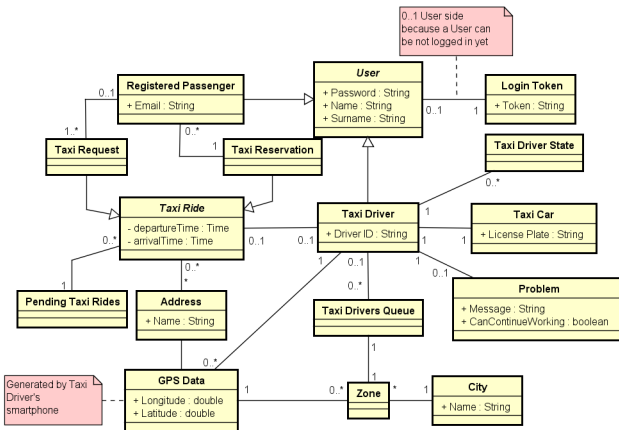 0..1 User side
because a User can
be not logged in yet
User
+ Password : String
+ Name : String
+ Surname : String
Registered Passenger
+ Email : String
Login Token
+ Token : String
0..1
0..1
1
1..*
0..*
1
Taxi Request
Taxi Reservation
Taxi Driver State
0..*
Taxi Ride
- departureTime : Time
- arrivalTime : Time
Taxi Driver
+ Driver ID : String
Taxi Car
+ License Plate : String
1
1
1
0..1
0..1
0..*
0..*
1
1
1
0..1
0..1
1
*
0..*
Pending Taxi Rides
Address
+ Name : String
Taxi Drivers Queue
Problem
+ Message : String
+ CanContinueWorking : boolean
1
0..*
1
Generated by Taxi
Driver's
smartphone
GPS Data
+ Longitude : double
+ Latitude : double
1
0..*
Zone
*
1
City
+ Name : String